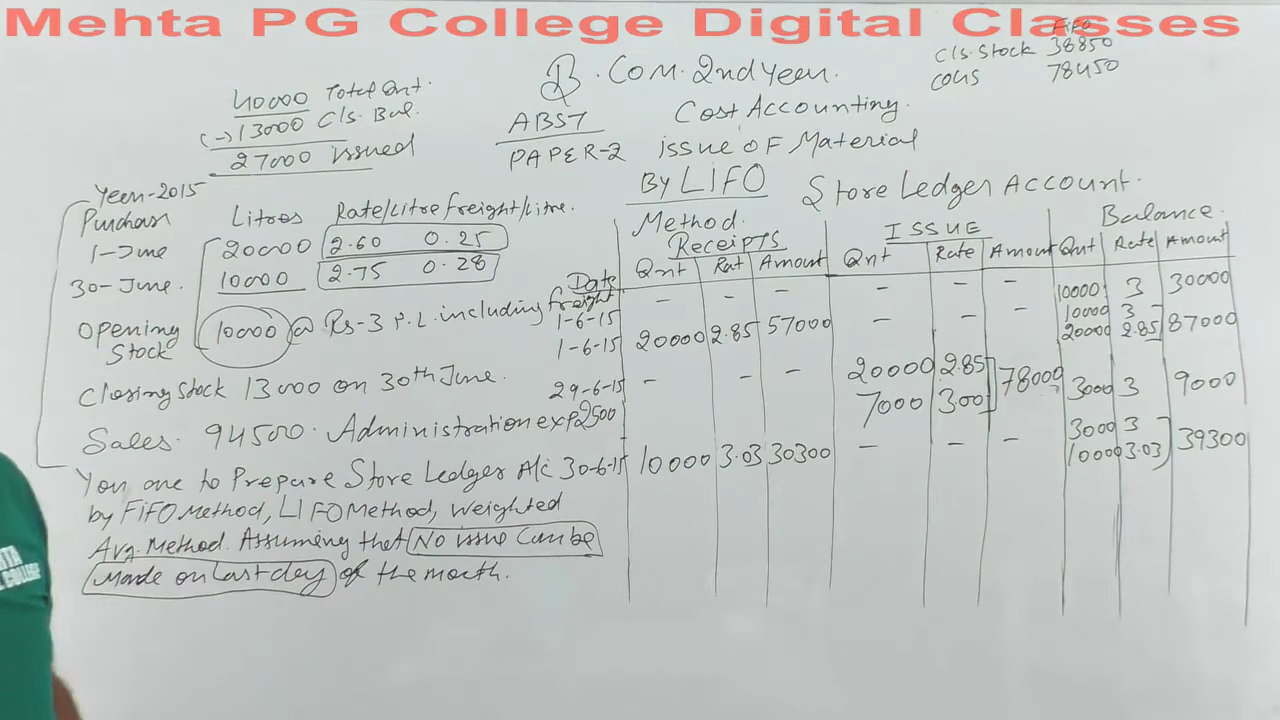 Mehta PG College Digital Classes
FiFO
Cls. Stock 38850
Cons 78450
B. Com. 2nd Year.
40000 Total Qnt.
(-) 13000 Cls. Bal.
27000 issued
ABST
PAPER-2
Cost Accounting.
issue OF Material
By LIFO
Method.
Store Ledger Account.
Year-2015
Purchase Litres Rate/Litre freight/Litre.
1-June 20000 2.60 0.25
30-June. 10000 2.75 0.28
Opening Stock 10000 @ Rs-3 P.L. including freight
Closing Stock 13000 on 30th June.
Sales. 94500. Administration exp 2500
You are to Prepare Store Ledger A/c
by FiFO Method, LIFO Method, Weighted
Avg. Method. Assuming that No issue Can be
Made on Last day of the month.
Date RECEIPTS ISSUE Balance.
Qnt Rat Amount Qnt Rate Amount Qnt Rate Amount
1-6-15 - - - - - - 10000 3 30000
1-6-15 20000 2.85 57000 - - - 10000 3
20000 2.85 87000
29-6-15 - - - 20000 2.85
7000 300 78000 3000 3 9000
30-6-15 10000 3.03 30300 - - - 3000 3
10000 3.03 39300
COLLEGE